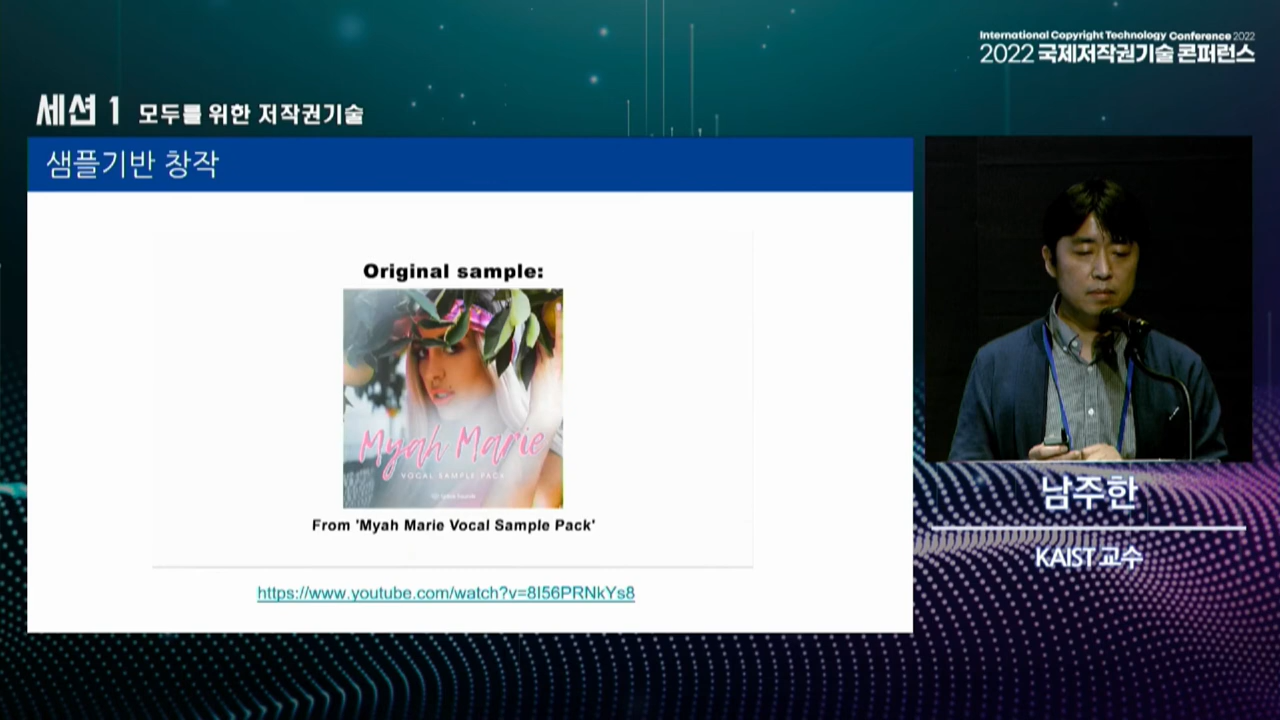 International Copyright Technology Conference 2022
2022 국제저작권기술 콘퍼런스
세션 1 모두를 위한 저작권기술
샘플기반 창작
Original sample:
Myah Marie
VOCAL SAMPLE PACK
From 'Myah Marie Vocal Sample Pack'
https://www.youtube.com/watch?v=8I56PRNkYs8
남주한
KAIST 교수